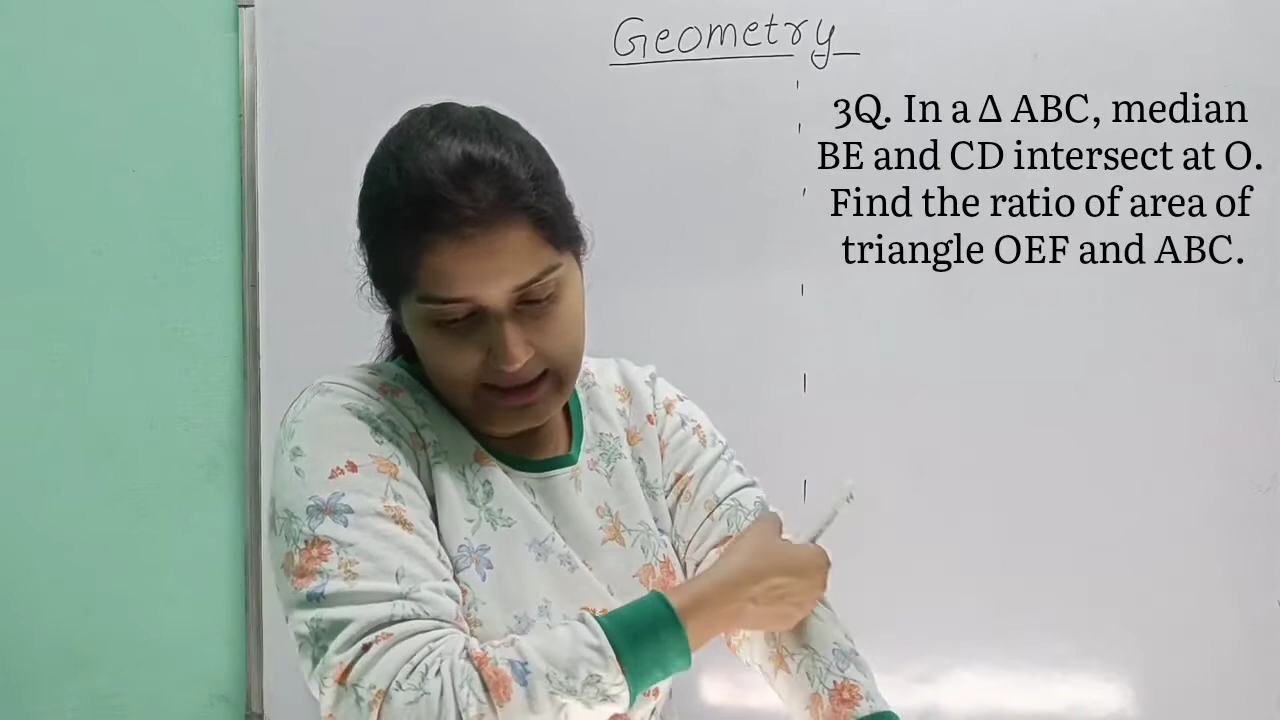 Geometry
3Q. In a Δ ABC, median
BE and CD intersect at O.
Find the ratio of area of
triangle OEF and ABC.